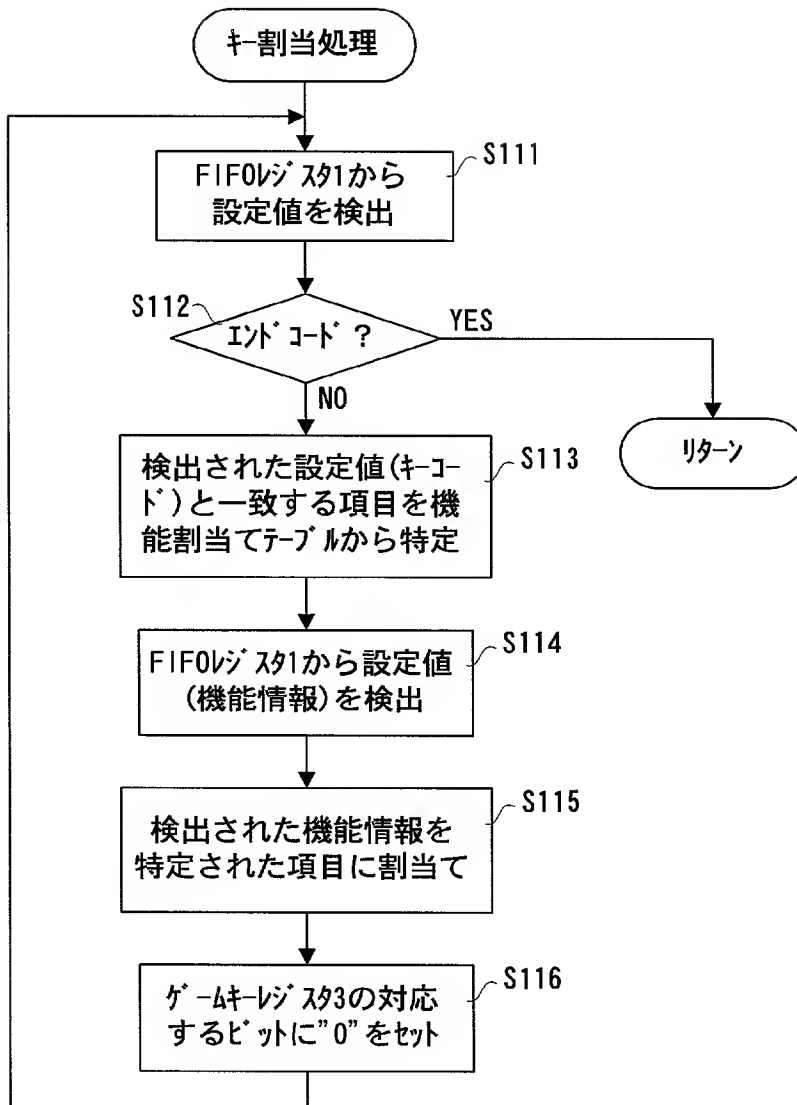 キー割当処理
S111
FIFOレジスタ1から
設定値を検出
S112
エンドコード?
YES
NO
リターン
S113
検出された設定値(キーコー
ド)と一致する項目を機
能割当てテーブルから特定
S114
FIFOレジスタ1から設定値
(機能情報)を検出
S115
検出された機能情報を
特定された項目に割当て
S116
ゲームキーレジスタ3の対応
するビットに"0"をセット